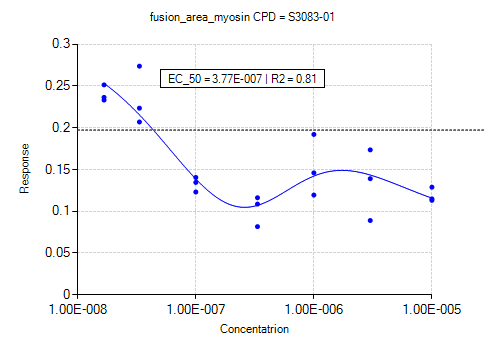 fusion_area_myosin CPD = S3083-01
0.3
EC_50 = 3.77E-007 | R2 = 0.81
0.25
0.2
Response
0.15
0.1
0.05
0
1.00E-008
1.00E-007
1.00E-006
1.00E-005
Concentatrion